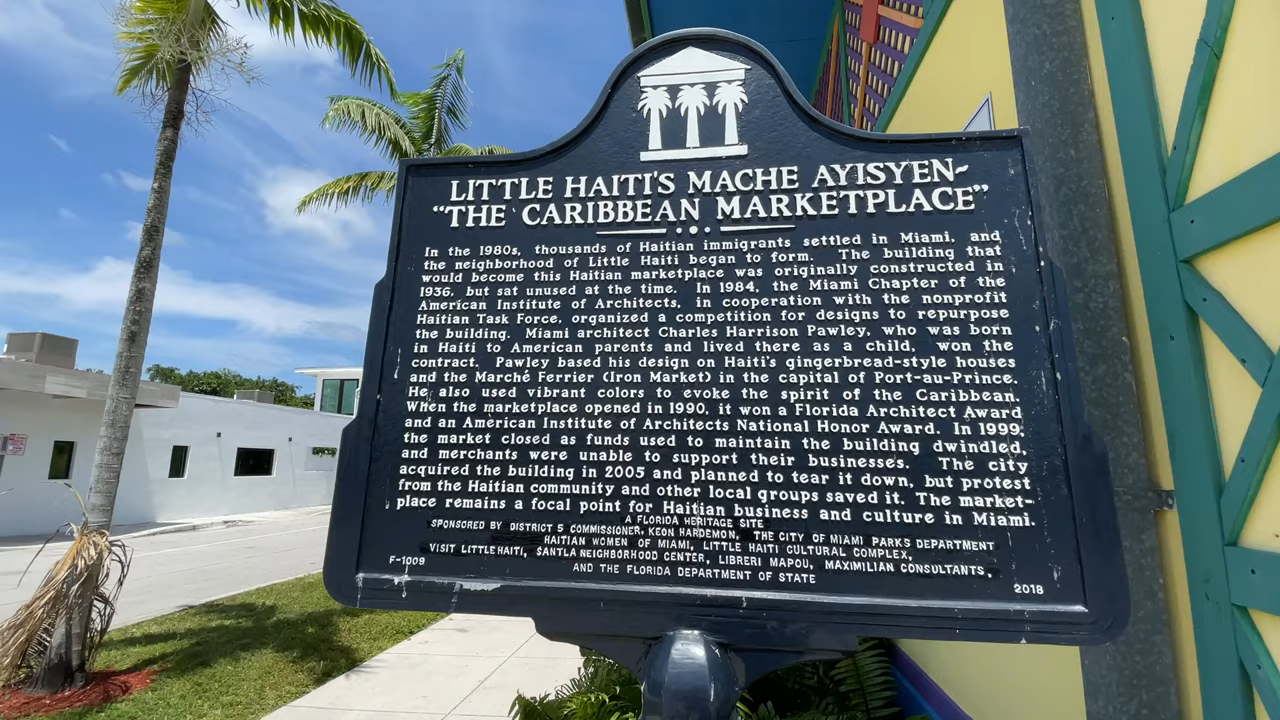 LITTLE HAITI'S MACHE AYISYEN-
"THE CARIBBEAN MARKETPLACE"
In the 1980s, thousands of Haitian immigrants settled in Miami, and
the neighborhood of Little Haiti began to form. The building that
would become this Haitian marketplace was originally constructed in
1936, but sat unused at the time. In 1984, the Miami Chapter of the
American Institute of Architects, in cooperation with the nonprofit
Haitian Task Force, organized a competition for designs to repurpose
the building. Miami architect Charles Harrison Pawley, who was born
in Haiti to American parents and lived there as a child, won the
contract. Pawley based his design on Haiti's gingerbread-style houses
and the Marché Ferrier (Iron Market) in the capital of Port-au-Prince.
He also used vibrant colors to evoke the spirit of the Caribbean.
When the marketplace opened in 1990, it won a Florida Architect Award
and an American Institute of Architects National Honor Award. In 1999,
the market closed as funds used to maintain the building dwindled,
and merchants were unable to support their businesses. The city
acquired the building in 2005 and planned to tear it down, but protest
from the Haitian community and other local groups saved it. The market-
place remains a focal point for Haitian business and culture in Miami.
A FLORIDA HERITAGE SITE
SPONSORED BY DISTRICT 5 COMMISSIONER, KEON HARDEMON, THE CITY OF MIAMI PARKS DEPARTMENT
HAITIAN WOMEN OF MIAMI, LITTLE HAITI CULTURAL COMPLEX,
VISIT LITTLE HAITI, SANTLA NEIGHBORHOOD CENTER, LIBRERI MAPOU, MAXIMILIAN CONSULTANTS,
AND THE FLORIDA DEPARTMENT OF STATE
F-1009
2018